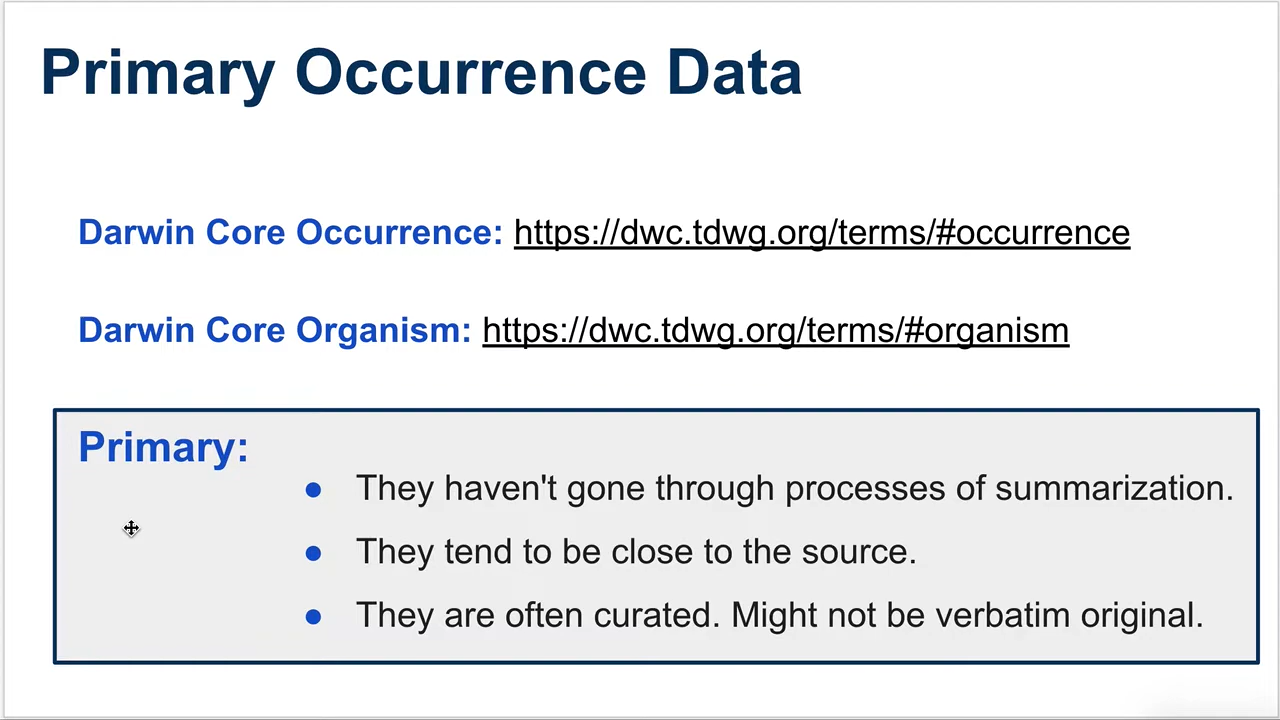 Primary Occurrence Data
Darwin Core Occurrence: https://dwc.tdwg.org/terms/#occurrence
Darwin Core Organism: https://dwc.tdwg.org/terms/#organism
Primary:
● They haven't gone through processes of summarization.
● They tend to be close to the source.
● They are often curated. Might not be verbatim original.